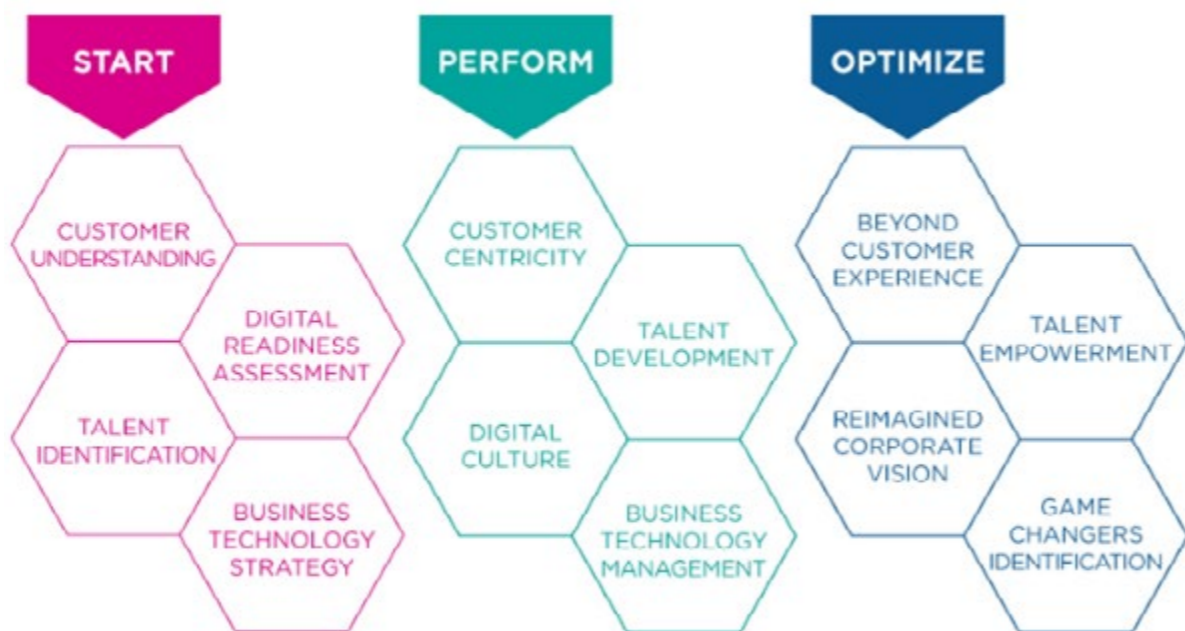 START
CUSTOMER
UNDERSTANDING
DIGITAL
READINESS
ASSESSMENT
TALENT
IDENTIFICATION
BUSINESS
TECHNOLOGY
STRATEGY
PERFORM
CUSTOMER
CENTRICITY
TALENT
DEVELOPMENT
DIGITAL
CULTURE
BUSINESS
TECHNOLOGY
MANAGEMENT
OPTIMIZE
BEYOND
CUSTOMER
EXPERIENCE
TALENT
EMPOWERMENT
REIMAGINED
CORPORATE
VISION
GAME
CHANGERS
IDENTIFICATION